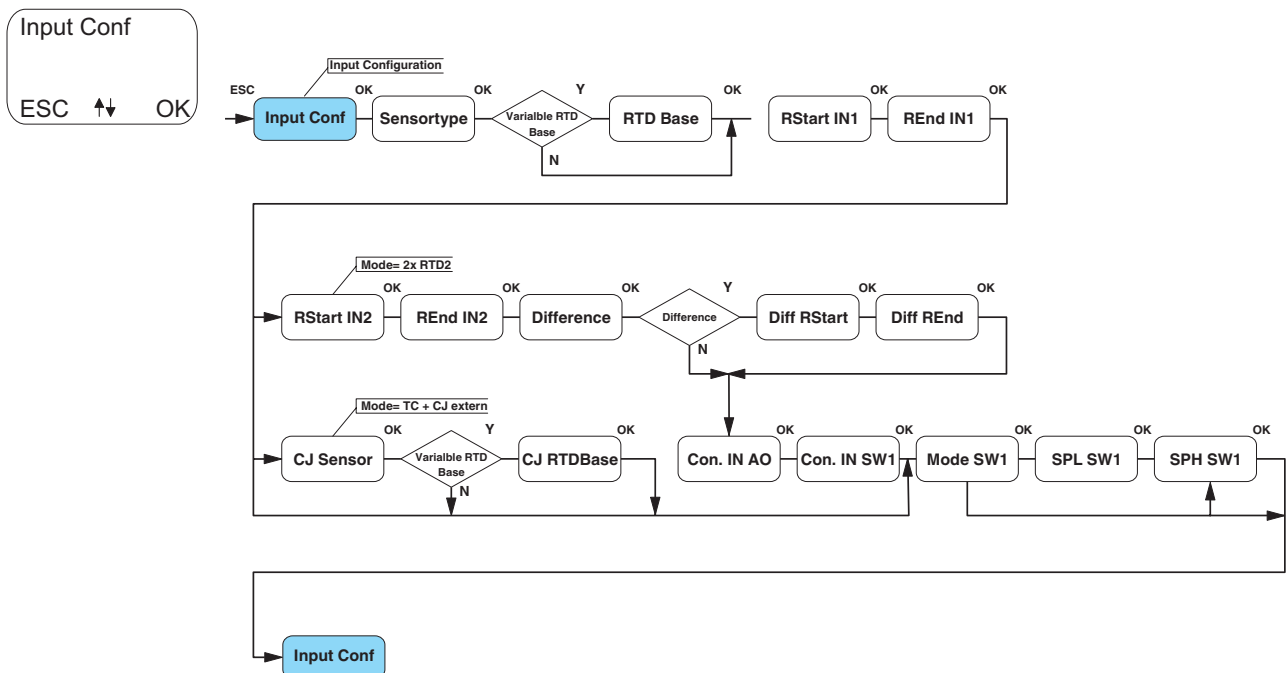 Input Conf
ESC
OK
Input Configuration
ESC
OK
OK
Y
OK
OK
OK
Input Conf
Sensortype
Varialble RTD
Base
RTD Base
RStart IN1
REnd IN1
N
Mode= 2x RTD2
OK
OK
OK
Y
OK
OK
RStart IN2
REnd IN2
Difference
Difference
Diff RStart
Diff REnd
N
Mode= TC + CJ extern
OK
Y
OK
OK
OK
OK
OK
OK
CJ Sensor
Varialble RTD
Base
CJ RTDBase
Con. IN AO
Con. IN SW1
Mode SW1
SPL SW1
SPH SW1
N
Input Conf